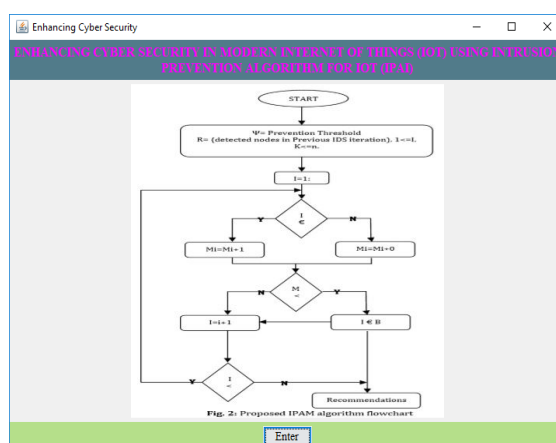 Enhancing Cyber Security
ENHANCING CYBER SECURITY IN MODERN INTERNET OF THINGS (IOT) USING INTRUSION
PREVENTION ALGORITHM FOR IOT (IPAI)
START
Ψ= Prevention Threshold
R= {detected nodes in Previous IDS iteration}. 1<=I.
K<=n.
I=1;
I
€
Y
N
Mi=Mi+1
Mi=Mi+0
M
<
N
Y
I=i+1
I € B
I
<
Y
N
Recommendations
Fig. 2: Proposed IPAM algorithm flowchart
Enter